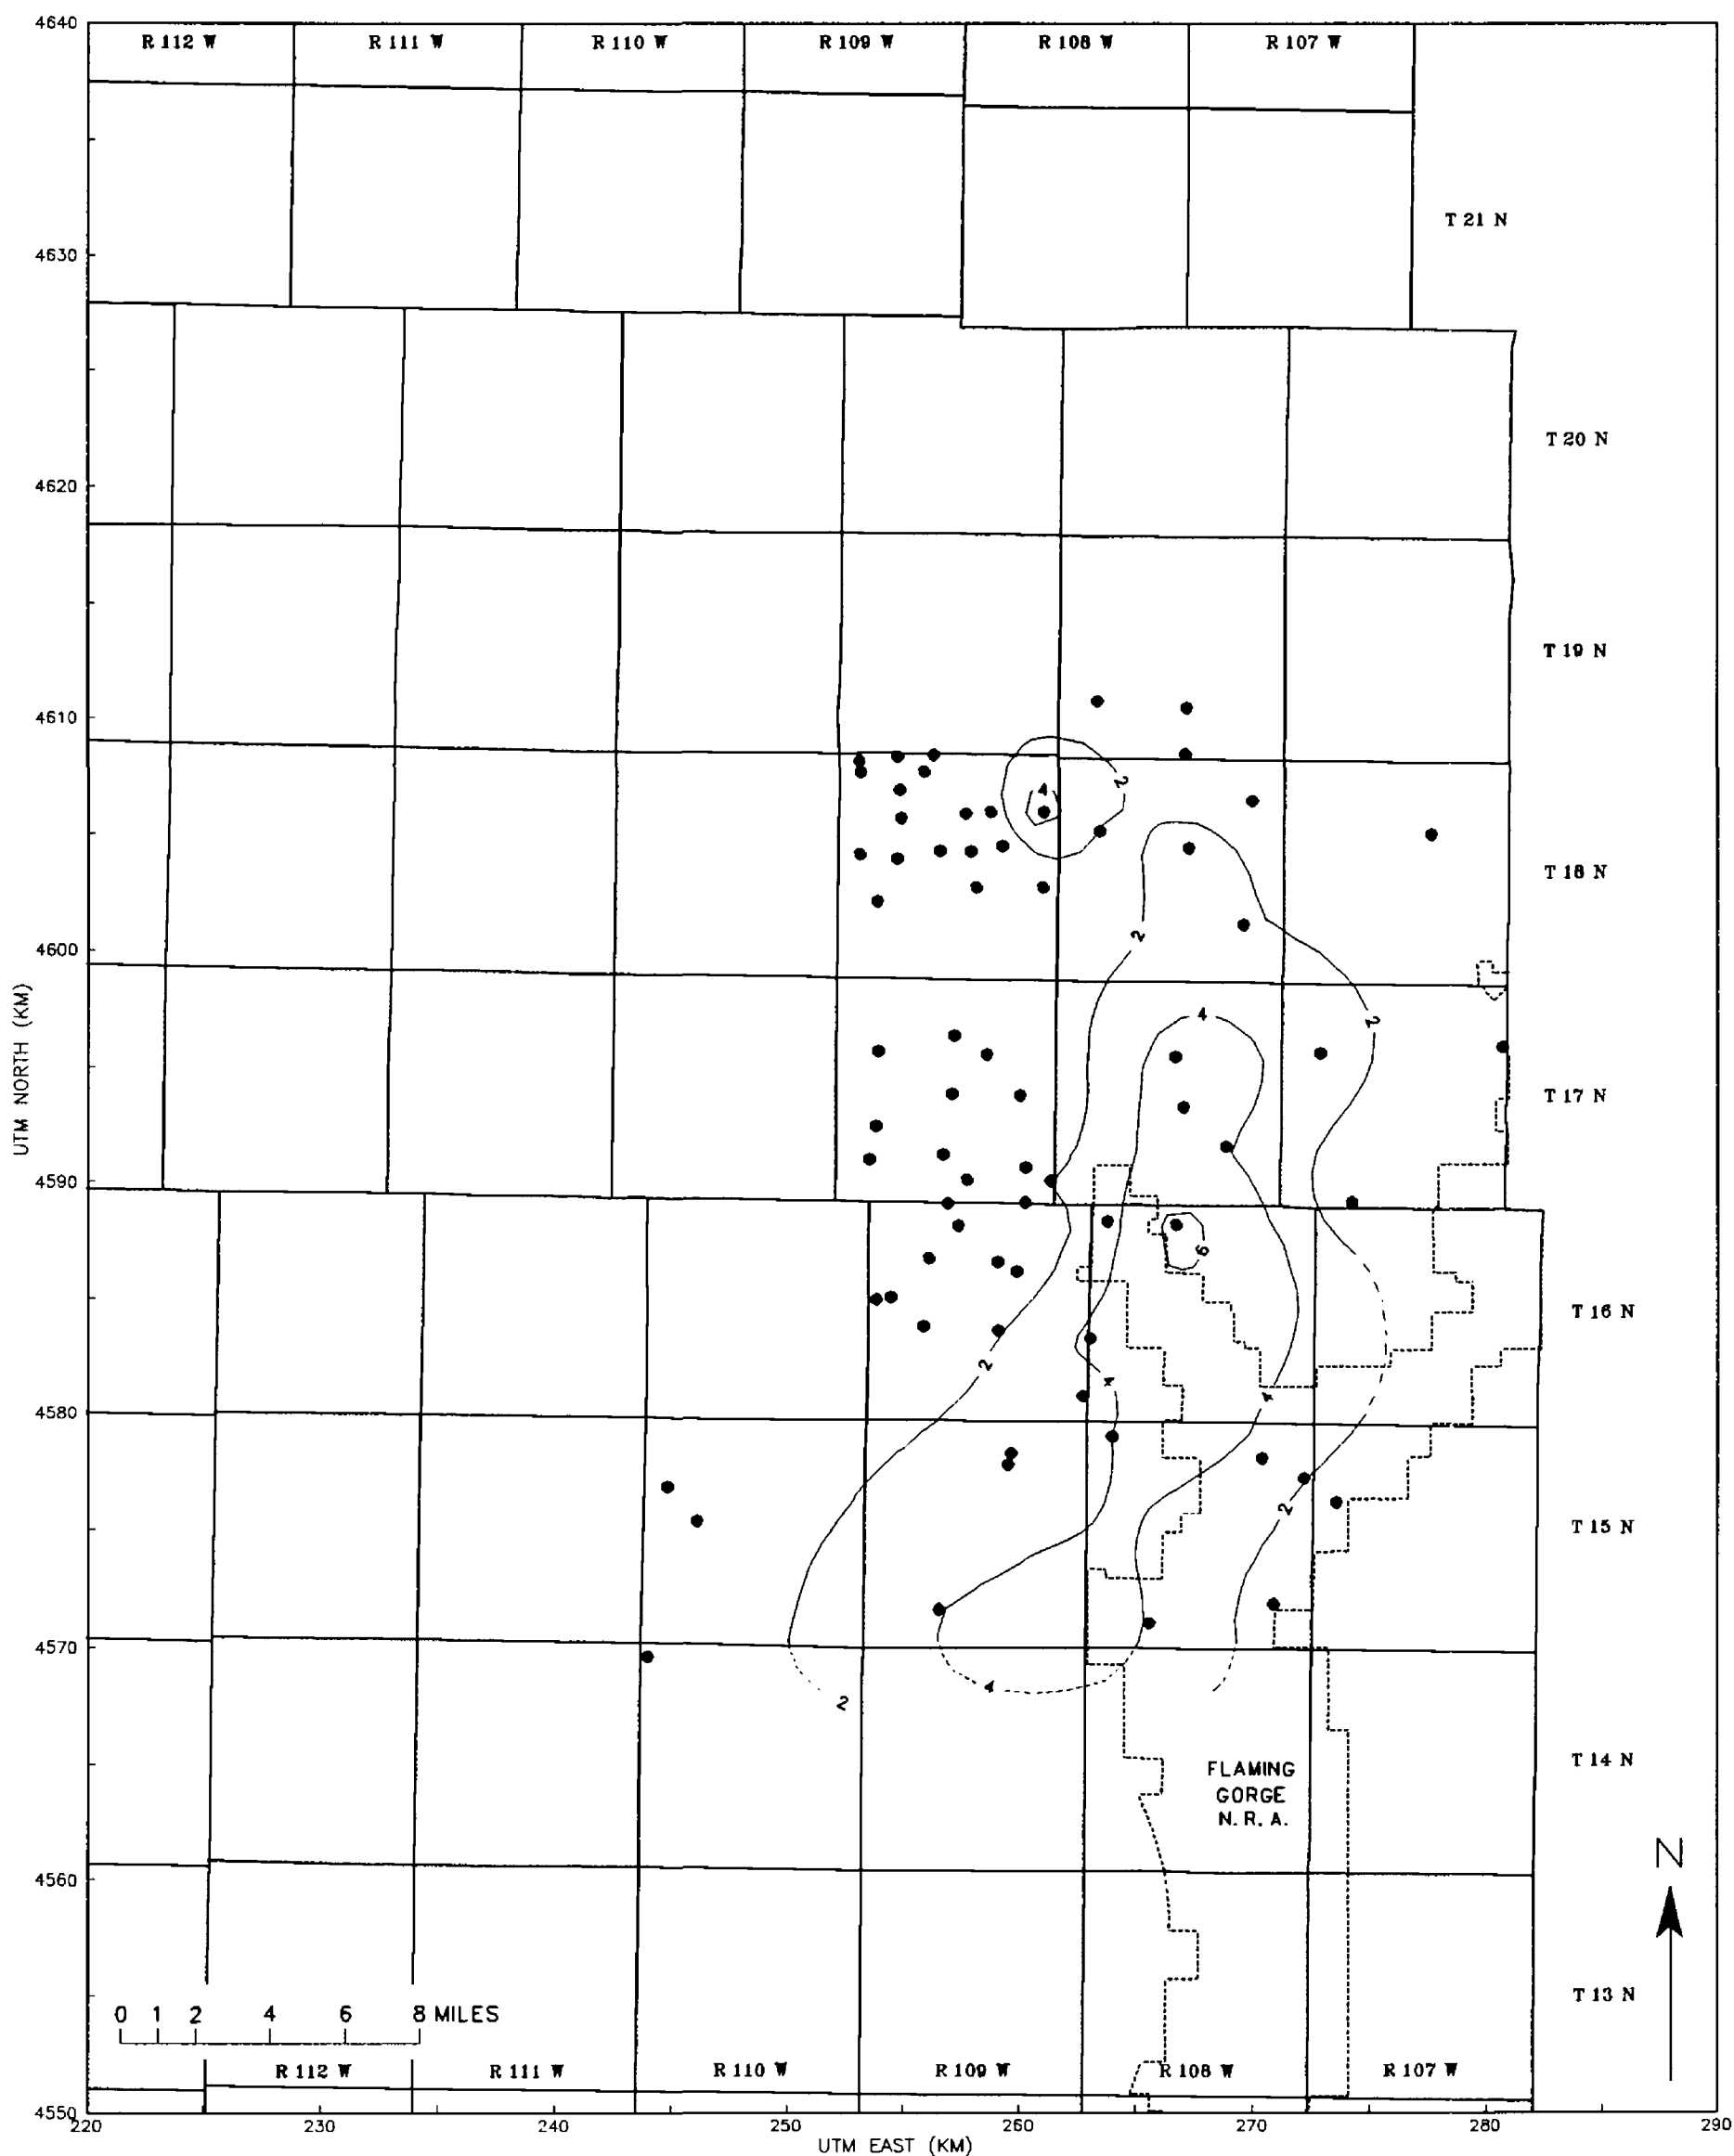 4640
R 112 W R 111 W R 110 W R 109 W R 108 W R 107 W
T 21 N
4630
T 20 N
4620
T 19 N
4610
2
4
T 18 N
4600
2
UTM NORTH (KM)
4
2
T 17 N
4590
6
T 16 N
2
4
4
4580
2
T 15 N
4570
4
2
FLAMING
GORGE
N. R. A.
T 14 N
N
4560
T 13 N
0 1 2 4 6 8 MILES
R 112 W R 111 W R 110 W R 109 W R 108 W R 107 W
4550
220 230 240 250 260 270 280 290
UTM EAST (KM)